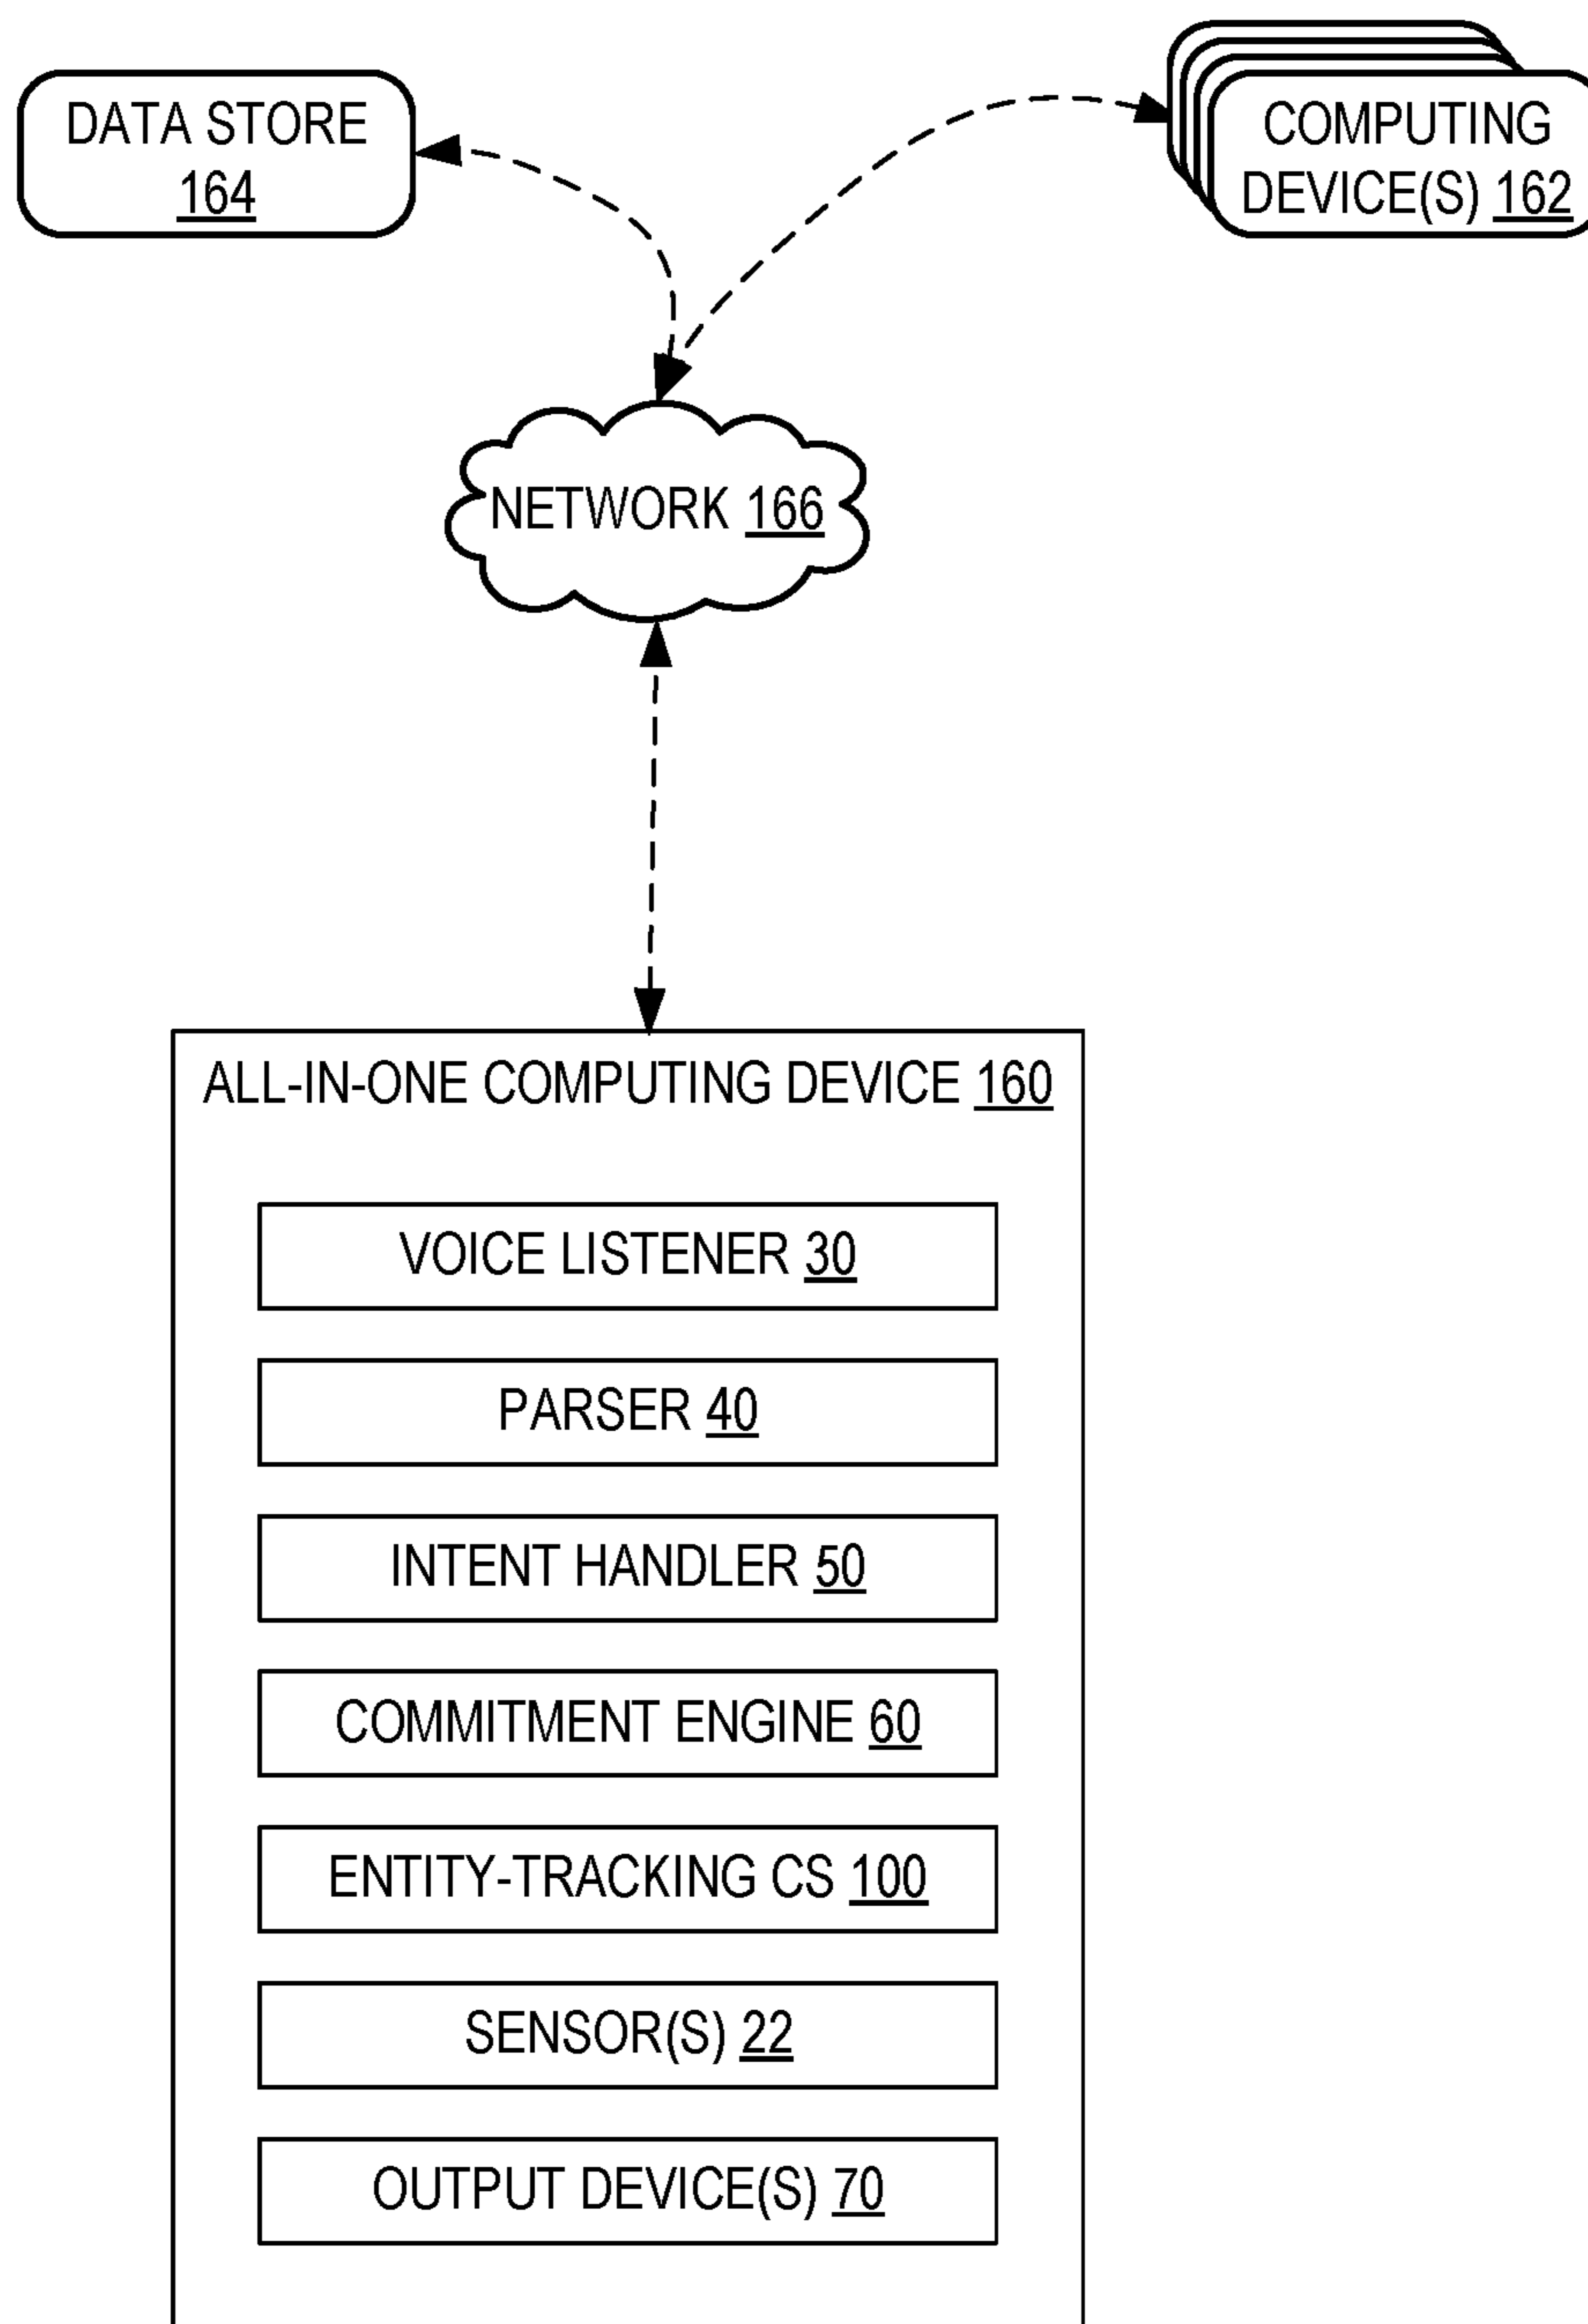 DATA STORE
164
COMPUTING
DEVICE(S) 162
NETWORK 166
ALL-IN-ONE COMPUTING DEVICE 160
VOICE LISTENER 30
PARSER 40
INTENT HANDLER 50
COMMITMENT ENGINE 60
ENTITY-TRACKING CS 100
SENSOR(S) 22
OUTPUT DEVICE(S) 70